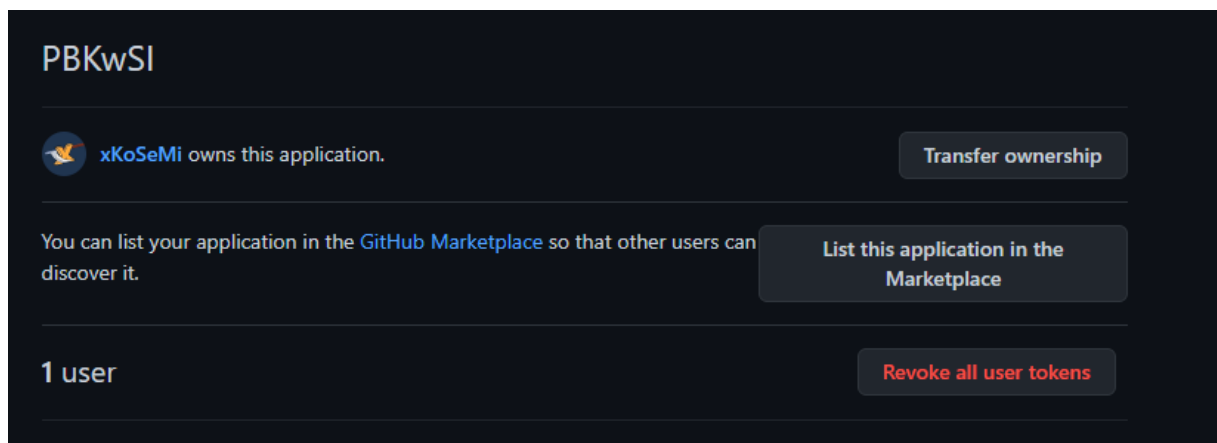 PBKwSI
xKoSeMi owns this application.
Transfer ownership
You can list your application in the GitHub Marketplace so that other users can
discover it.
List this application in the
Marketplace
1 user
Revoke all user tokens